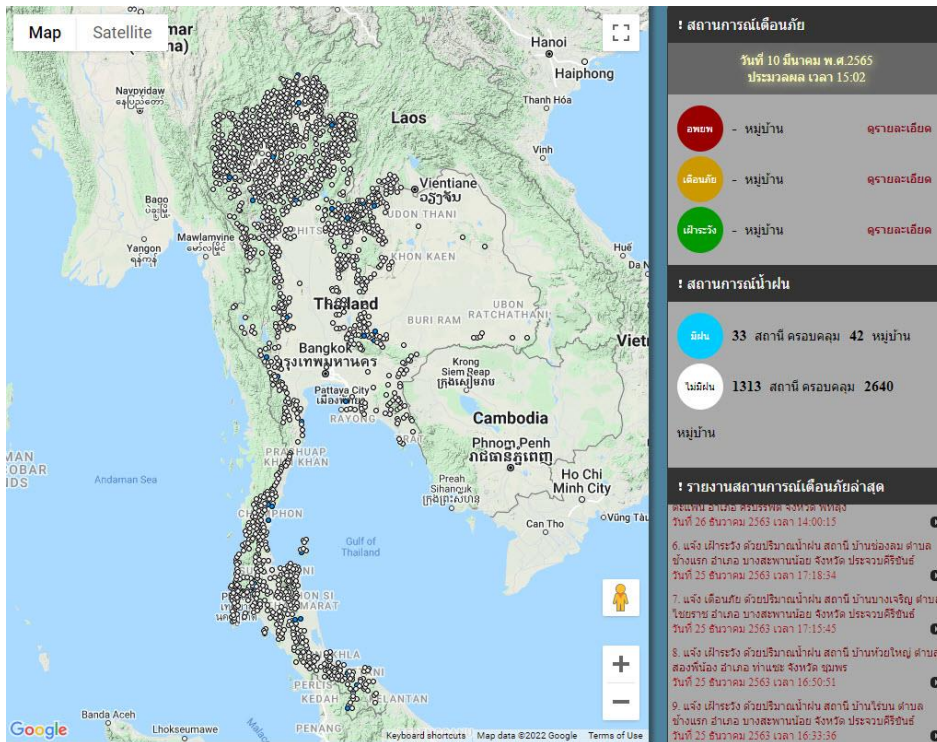 Map
Satellite
Hanoi
Haiphong
Navpyidaw
နေပြည်တော်
Thanh Hóa
Laos
Vinh
Vientiane
ວຽງຈັນ
UDON THANI
Bago
Mawlamyine
Yangon
ရန်ကုန်
Huế
KHON KAEN
Thailand
UBON
RATCHATHANI
BURI RAM
Bangkok
กรุงเทพมหานคร
Krong
Siem Reap
ក្រុងសៀមរាប
Pattaya City
เมืองพัทยา
RAYONG
Cambodia
Phnom Penh
រាជធានីភ្នំពេញ
PRACHUAP
KHIRI KHAN
Andaman Sea
Preah
Sihanouk
ក្រុងព្រះសីហនុ
Ho Chi
Minh City
Can Tho
Vũng Tàu
Gulf of
Thailand
PERLIS
KEDAH
KELANTAN
PENANG
Banda Aceh
Lhokseumawe
Google
Keyboard shortcuts
Map data ©2022 Google
Terms of Use
! สถานการณ์เตือนภัย
วันที่ 10 มีนาคม พ.ศ.2565
ประมวลผล เวลา 15:02
อพยพ - หมู่บ้าน ดูรายละเอียด
เตือนภัย - หมู่บ้าน ดูรายละเอียด
เฝ้าระวัง - หมู่บ้าน ดูรายละเอียด
! สถานการณ์น้ำฝน
มีฝน 33 สถานี ครอบคลุม 42 หมู่บ้าน
ไม่มีฝน 1313 สถานี ครอบคลุม 2640
หมู่บ้าน
! รายงานสถานการณ์เตือนภัยล่าสุด
วันที่ 26 ธันวาคม 2563 เวลา 14:00:15
6. แจ้ง เฝ้าระวัง ด้วยปริมาณน้ำฝน สถานี บ้านช่องลม ตำบล
ช้างแรก อำเภอ บางสะพานน้อย จังหวัด ประจวบคีรีขันธ์
วันที่ 25 ธันวาคม 2563 เวลา 17:18:34
7. แจ้ง เตือนภัย ด้วยปริมาณน้ำฝน สถานี บ้านบางเจริญ ตำบล
ไชยราช อำเภอ บางสะพานน้อย จังหวัด ประจวบคีรีขันธ์
วันที่ 25 ธันวาคม 2563 เวลา 17:15:45
8. แจ้ง เฝ้าระวัง ด้วยปริมาณน้ำฝน สถานี บ้านห้วยใหญ่ ตำบล
สองพี่น้อง อำเภอ ท่าแซะ จังหวัด ชุมพร
วันที่ 25 ธันวาคม 2563 เวลา 16:50:51
9. แจ้ง เฝ้าระวัง ด้วยปริมาณน้ำฝน สถานี บ้านไร่บน ตำบล
ช้างแรก อำเภอ บางสะพานน้อย จังหวัด ประจวบคีรีขันธ์
วันที่ 25 ธันวาคม 2563 เวลา 16:33:36